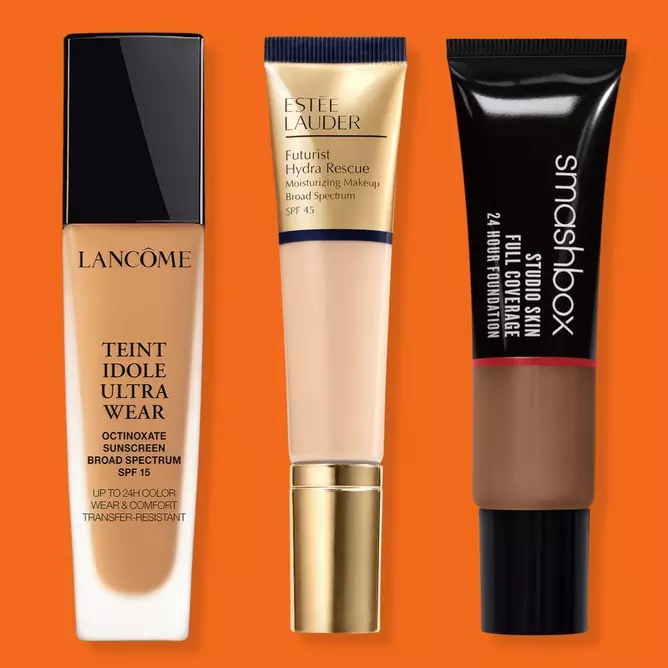 LANCÔME
TEINT
IDOLE
ULTRA
WEAR
OCTINOXATE
SUNSCREEN
BROAD SPECTRUM
SPF 15
UP TO 24H COLOR
WEAR & COMFORT
TRANSFER-RESISTANT
ESTĒE
LAUDER
Futurist
Hydra Rescue
Moisturizing Makeup
Broad Spectrum
SPF 45
smashbox
STUDIO SKIN
FULL COVERAGE
24 HOUR FOUNDATION